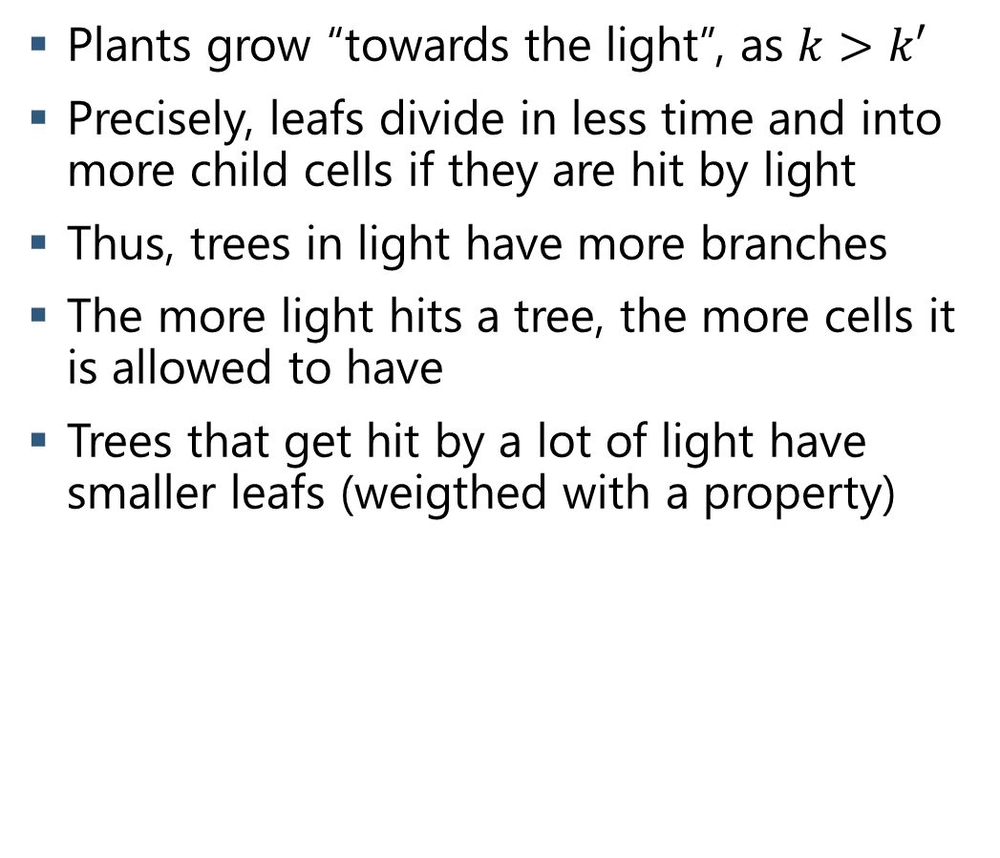 ▪ Plants grow “towards the light”, as k > k′
▪ Precisely, leafs divide in less time and into
more child cells if they are hit by light
▪ Thus, trees in light have more branches
▪ The more light hits a tree, the more cells it
is allowed to have
▪ Trees that get hit by a lot of light have
smaller leafs (weigthed with a property)